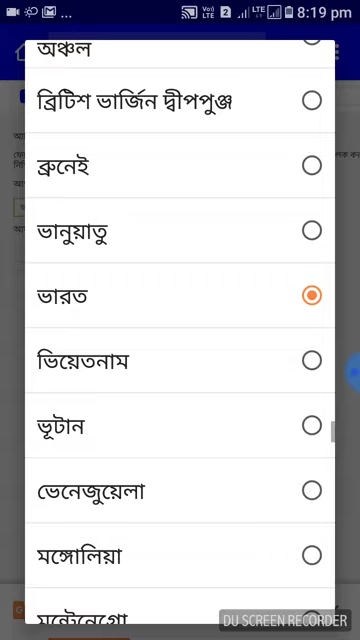 ... 8:19 pm
অঞ্চল
ব্রিটিশ ভার্জিন দ্বীপপুঞ্জ
ব্রুনেই
ভানুয়াতু
ভারত
ভিয়েতনাম
ভূটান
ভেনেজুয়েলা
মঙ্গোলিয়া
মন্টেনেগ্রো
DU SCREEN RECORDER